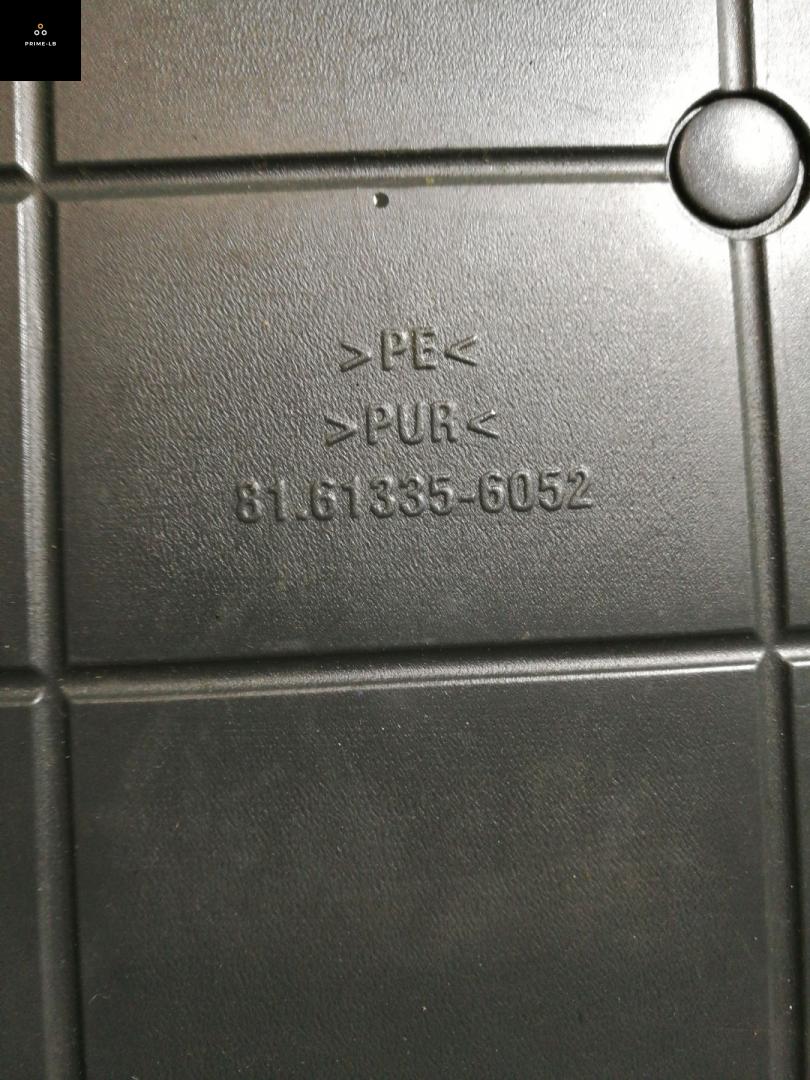 PRIME-LB
>PE<
>PUR<
81.61335-6052